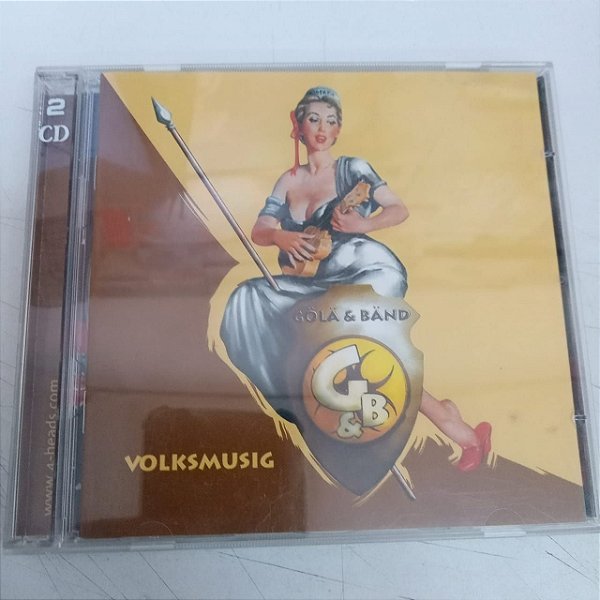 2
CD
GÖLÄ & BÄND
G
&
B
VOLKSMUSIG
www.4-heads.com